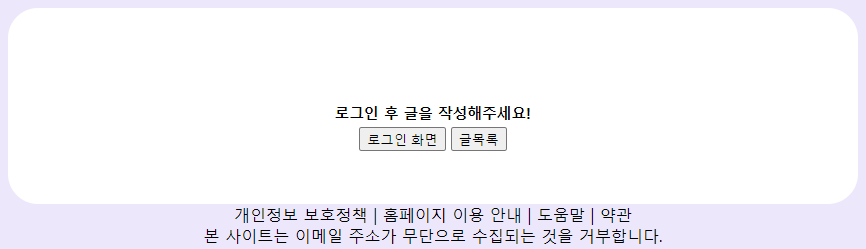 로그인 후 글을 작성해주세요!
로그인 화면 글목록
개인정보 보호정책 | 홈페이지 이용 안내 | 도움말 | 약관
본 사이트는 이메일 주소가 무단으로 수집되는 것을 거부합니다.